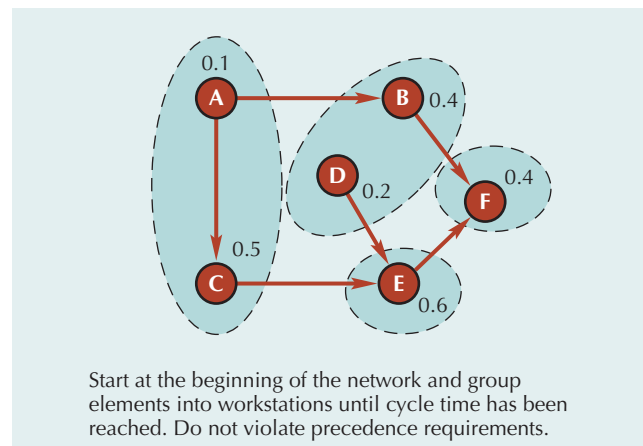 0.1
A
B
0.4
D
0.2
0.4
F
0.5
C
E
0.6
Start at the beginning of the network and group
elements into workstations until cycle time has been
reached. Do not violate precedence requirements.